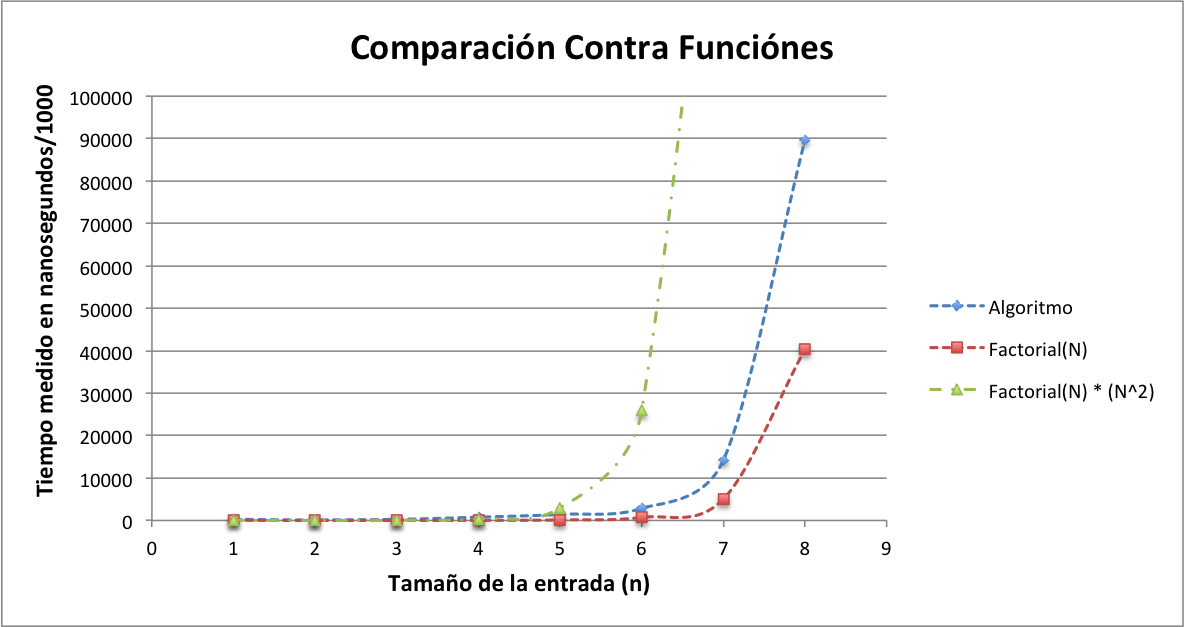 Comparación Contra Funciónes
Tiempo medido en nanosegundos/1000
100000
90000
80000
70000
60000
50000
40000
30000
20000
10000
0
0 1 2 3 4 5 6 7 8 9
Tamaño de la entrada (n)
Algoritmo
Factorial(N)
Factorial(N) * (N^2)